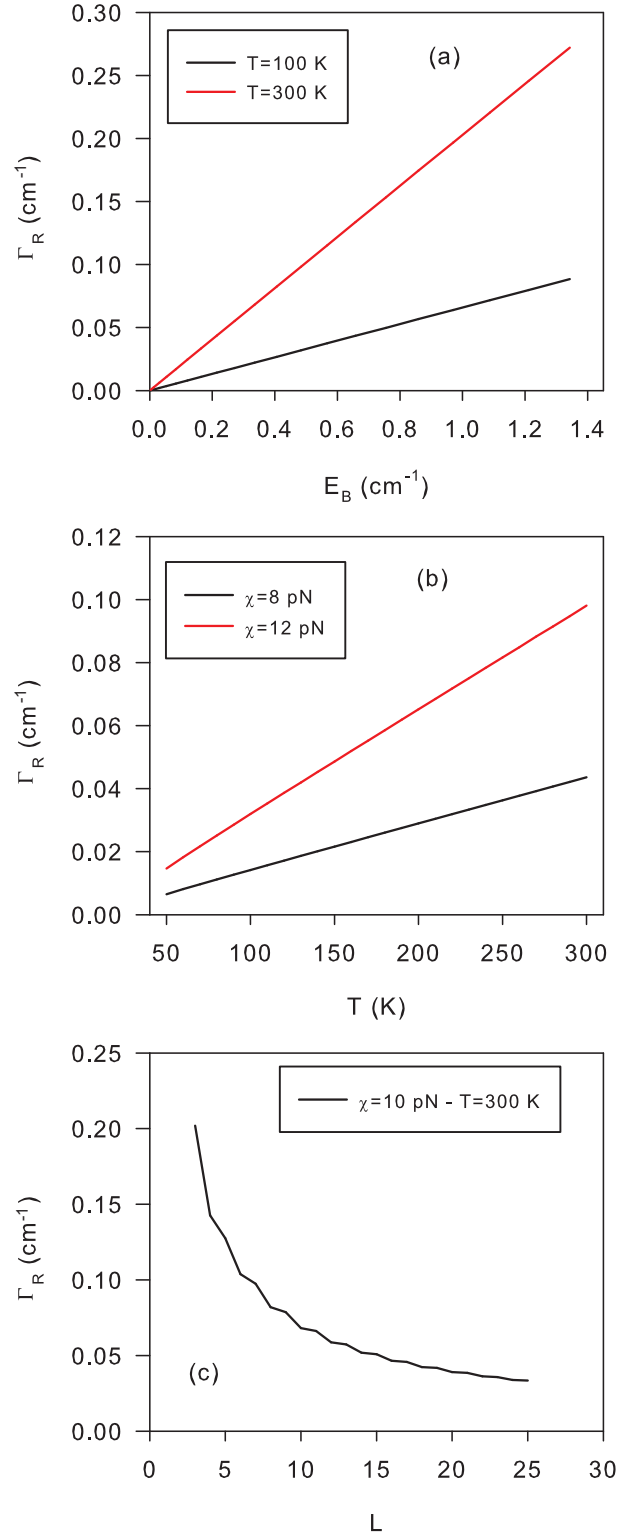 0.30
0.25
0.20
0.15
0.10
0.05
0.00
Γ_R (cm⁻¹)
T=100 K
T=300 K
(a)
0.0 0.2 0.4 0.6 0.8 1.0 1.2 1.4
E_B (cm⁻¹)
0.12
0.10
0.08
0.06
0.04
0.02
0.00
Γ_R (cm⁻¹)
χ=8 pN
χ=12 pN
(b)
50 100 150 200 250 300
T (K)
0.25
0.20
0.15
0.10
0.05
0.00
Γ_R (cm⁻¹)
χ=10 pN - T=300 K
(c)
0 5 10 15 20 25 30
L